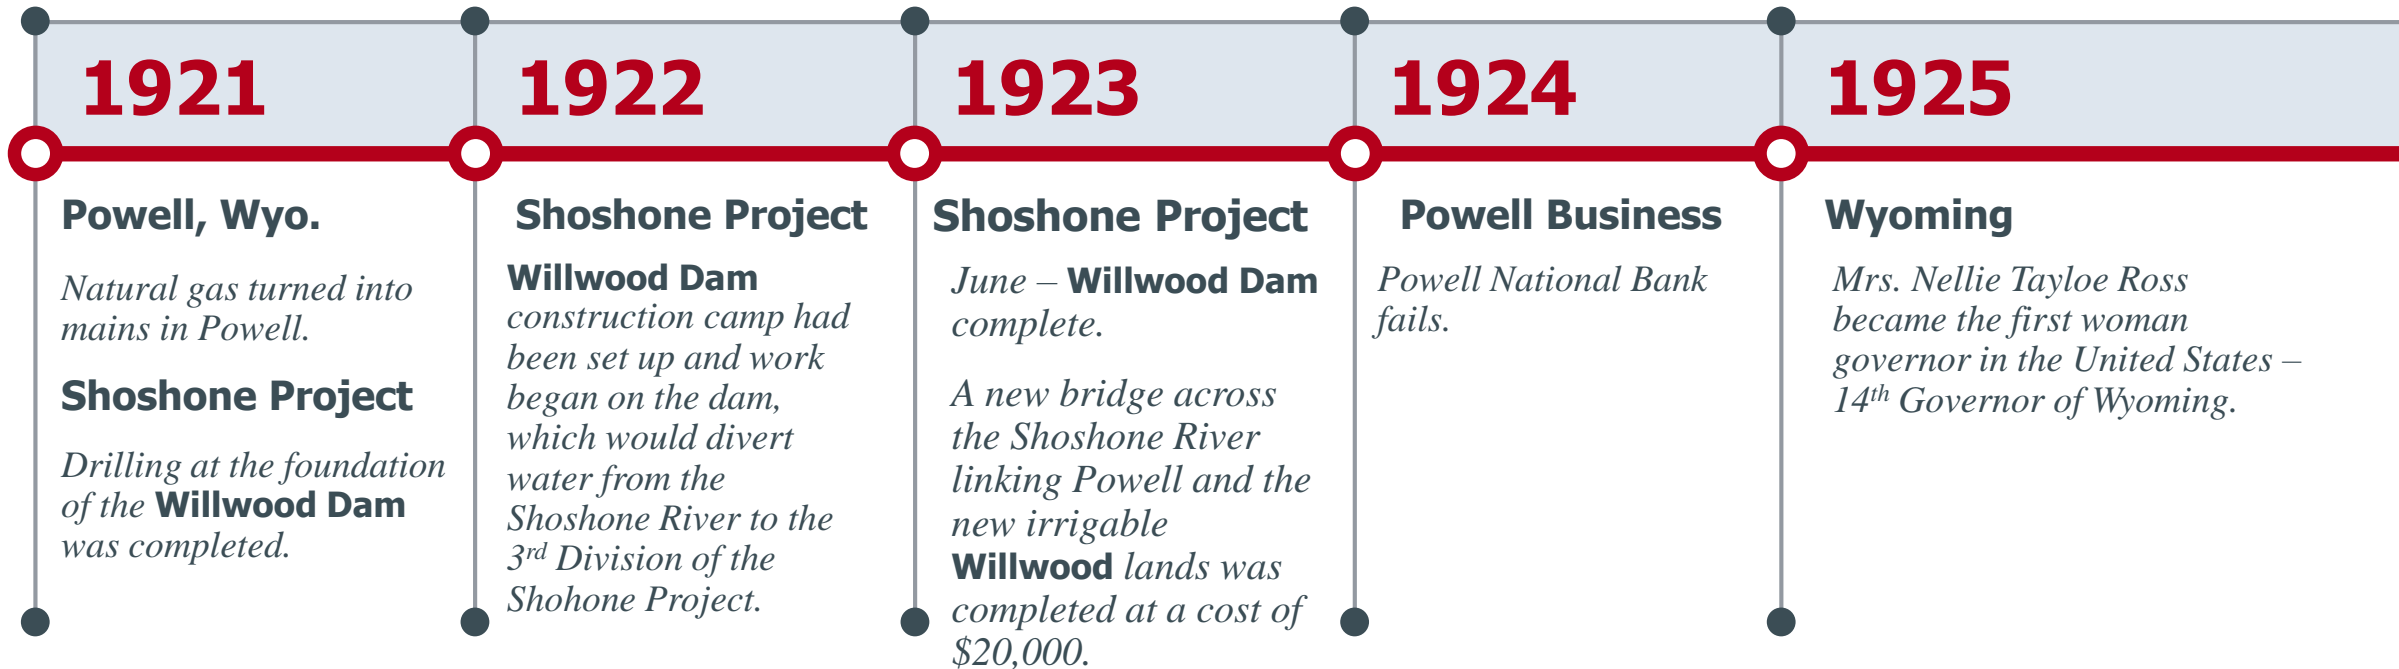 1921
Powell, Wyo.
Natural gas turned into
mains in Powell.
Shoshone Project
Drilling at the foundation
of the Willwood Dam
was completed.
1922
Shoshone Project
Willwood Dam
construction camp had
been set up and work
began on the dam,
which would divert
water from the
Shoshone River to the
3rd Division of the
Shohone Project.
1923
Shoshone Project
June – Willwood Dam
complete.
A new bridge across
the Shoshone River
linking Powell and the
new irrigable
Willwood lands was
completed at a cost of
$20,000.
1924
Powell Business
Powell National Bank
fails.
1925
Wyoming
Mrs. Nellie Tayloe Ross
became the first woman
governor in the United States –
14th Governor of Wyoming.